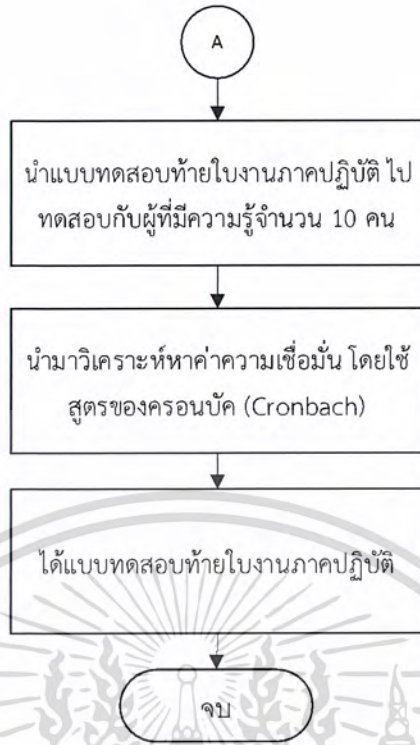 A
นำแบบทดสอบท้ายใบงานภาคปฏิบัติ ไป
ทดสอบกับผู้ที่มีความรู้จำนวน 10 คน
นำมาวิเคราะห์หาค่าความเชื่อมั่น โดยใช้
สูตรของครอนบัค (Cronbach)
ได้แบบทดสอบท้ายใบงานภาคปฏิบัติ
จบ